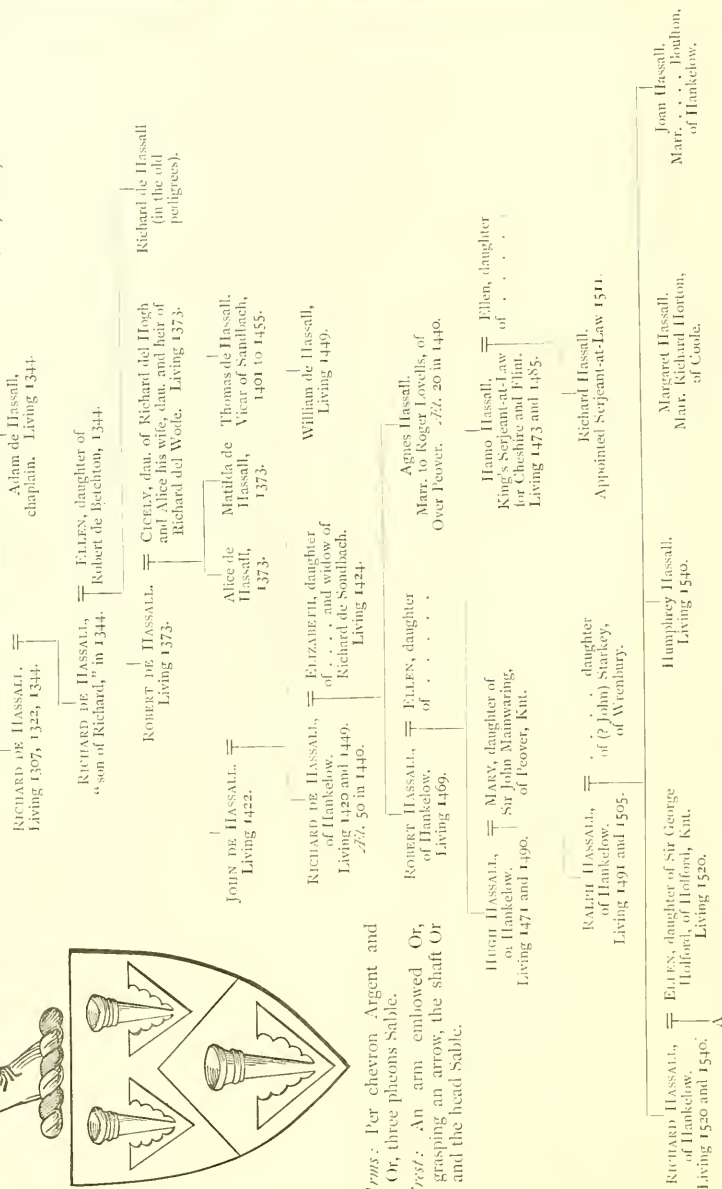 Adam de Hassall,
chaplain. Living 1344.
RICHARD DE HASSALL.
Living 1307, 1322, 1344.
RICHARD DE HASSALL,
“son of Richard,” in 1344.
ELLEN, daughter of
Robert de Betchton, 1344.
Richard de Hassall
(in the old
pedigrees).
ROBERT DE HASSALL.
Living 1373.
CICELY, dau. of Richard del Hogh
and Alice his wife, dau. and heir of
Richard del Wode. Living 1373.
Alice de
Hassall,
1373.
Matilda de
Hassall,
1373.
Thomas de Hassall,
Vicar of Sandbach,
1401 to 1455.
JOHN DE HASSALL.
Living 1422.
RICHARD DE HASSALL,
of Hankelow.
Living 1420 and 1449.
Æt. 50 in 1440.
ELIZABETH, daughter
of . . . . , and widow of
Richard de Sondbach.
Living 1424.
William de Hassall,
Living 1449.
rms: Per chevron Argent and
Or, three pheons Sable.
rest: An arm embowed Or,
grasping an arrow, the shaft Or
and the head Sable.
ROBERT HASSALL,
of Hankelow.
Living 1469.
ELLEN, daughter
of . . . . .
Agnes Hassall.
Marr. to Roger Lovells, of
Over Peover. Æt. 20 in 1440.
HUGH HASSALL,
of Hankelow.
Living 1471 and 1490.
MARY, daughter of
Sir John Mainwaring,
of Peover, Knt.
Hamo Hassall,
King's Serjeant-at-Law
for Cheshire and Flint.
Living 1473 and 1485.
Ellen, daughter
of . . . . .
RALPH HASSALL,
of Hankelow.
Living 1491 and 1505.
. . . . daughter
of (? John) Starkey,
of Wrenbury.
Richard Hassall.
Appointed Serjeant-at-Law 1511.
RICHARD HASSALL,
of Hankelow.
Living 1520 and 1540.
ELLEN, daughter of Sir George
Holford, of Holford, Knt.
Living 1520.
Humphrey Hassall.
Living 1540.
Margaret Hassall.
Marr. Richard Horton,
of Coole.
Joan Hassall.
Marr. . . . . . Boulton,
of Hankelow.
A